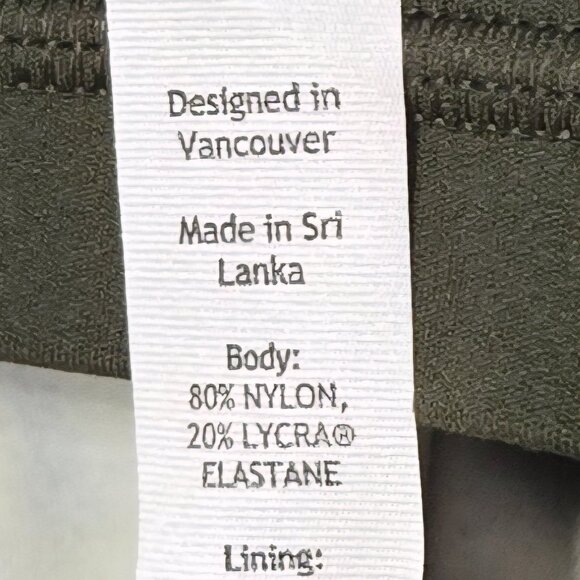 Designed in
Vancouver
Made in Sri
Lanka
Body:
80% NYLON,
20% LYCRA®
ELASTANE
Lining: